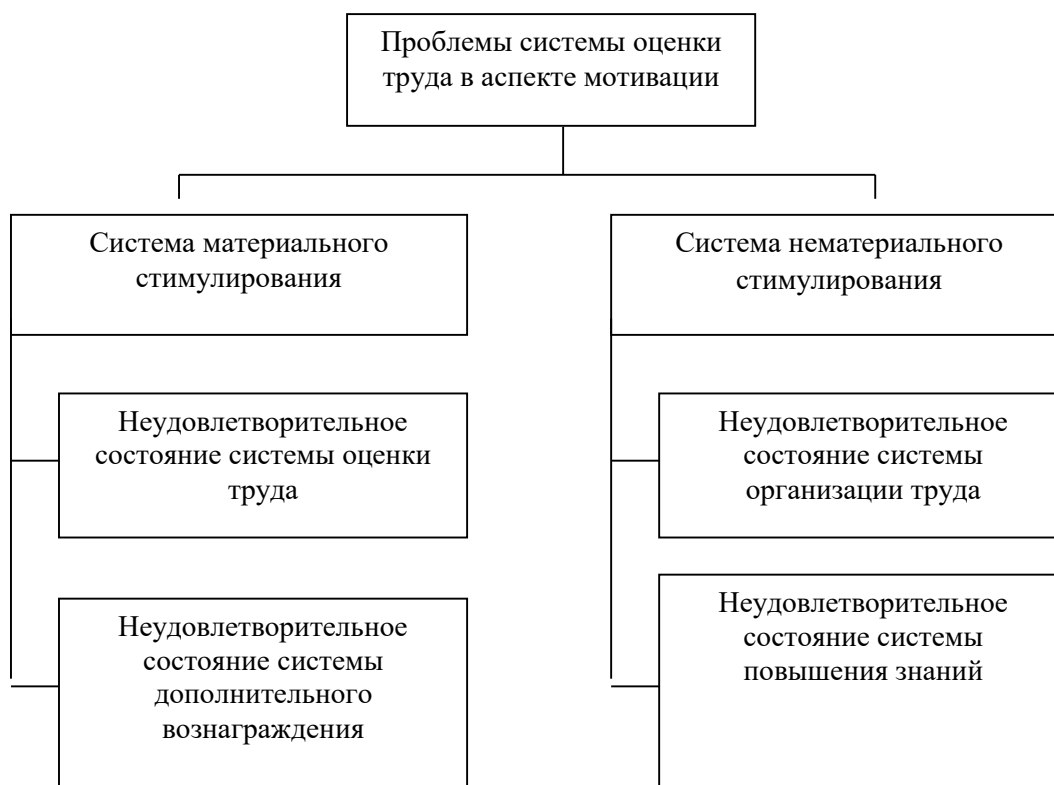 Проблемы системы оценки
труда в аспекте мотивации
Система материального
стимулирования
Система нематериального
стимулирования
Неудовлетворительное
состояние системы оценки
труда
Неудовлетворительное
состояние системы
организации труда
Неудовлетворительное
состояние системы
дополнительного
вознаграждения
Неудовлетворительное
состояние системы
повышения знаний